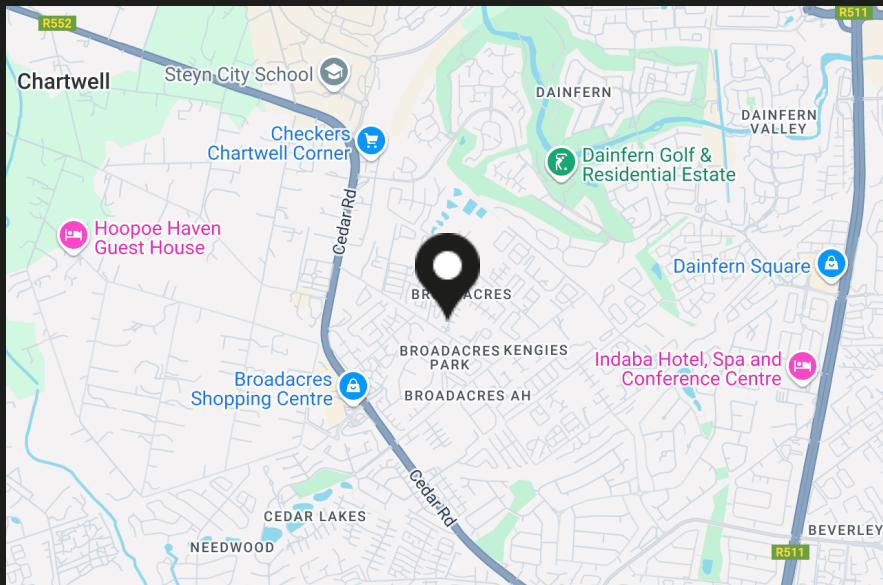 R552
R511
Chartwell
Steyn City School
DAINFERN
DAINFERN
VALLEY
Checkers
Chartwell Corner
Dainfern Golf &
Residential Estate
Cedar Rd
Hoopoe Haven
Guest House
Dainfern Square
BROADACRES
BROADACRES
PARK
KENGIES
Indaba Hotel, Spa and
Conference Centre
Broadacres
Shopping Centre
BROADACRES AH
Cedar Rd
CEDAR LAKES
NEEDWOOD
BEVERLEY
R511